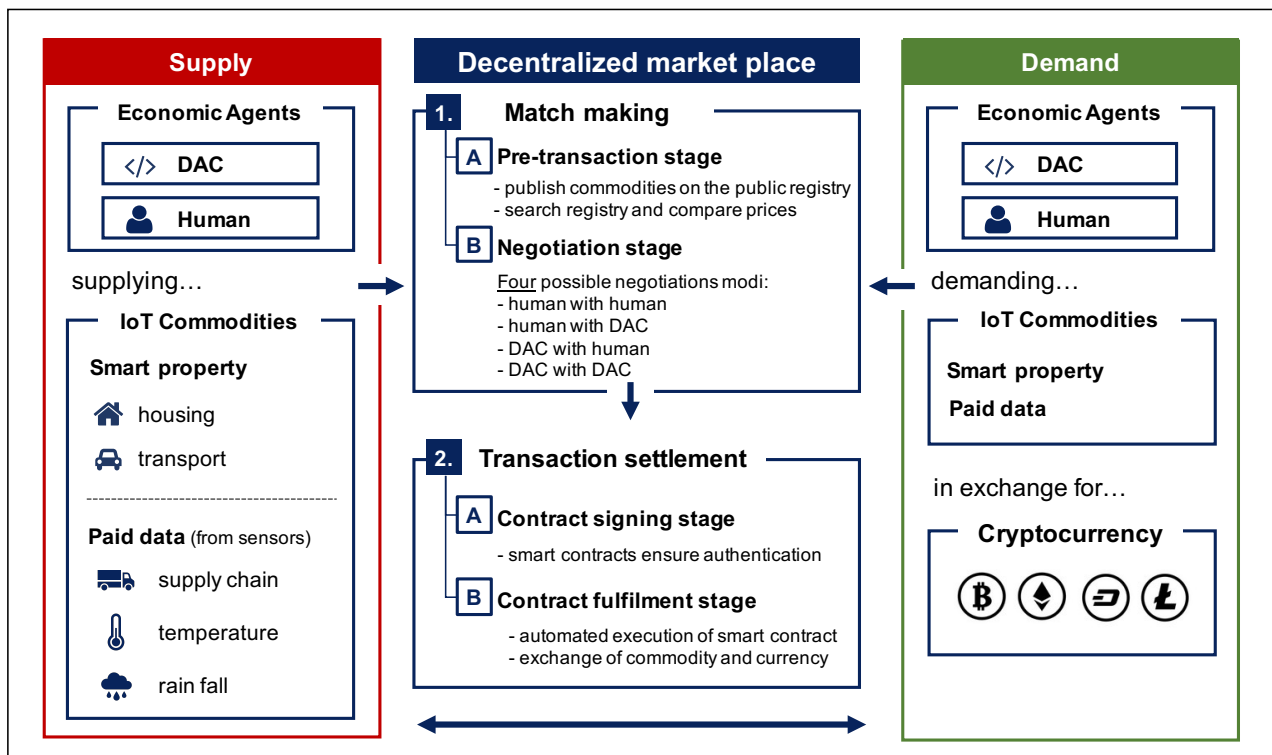 Supply
Economic Agents
</> DAC
Human
supplying…
IoT Commodities
Smart property
housing
transport
Paid data (from sensors)
supply chain
temperature
rain fall
Decentralized market place
1. Match making
A Pre-transaction stage
- publish commodities on the public registry
- search registry and compare prices
B Negotiation stage
Four possible negotiations modi:
- human with human
- human with DAC
- DAC with human
- DAC with DAC
2. Transaction settlement
A Contract signing stage
- smart contracts ensure authentication
B Contract fulfilment stage
- automated execution of smart contract
- exchange of commodity and currency
Demand
Economic Agents
</> DAC
Human
demanding…
IoT Commodities
Smart property
Paid data
in exchange for…
Cryptocurrency